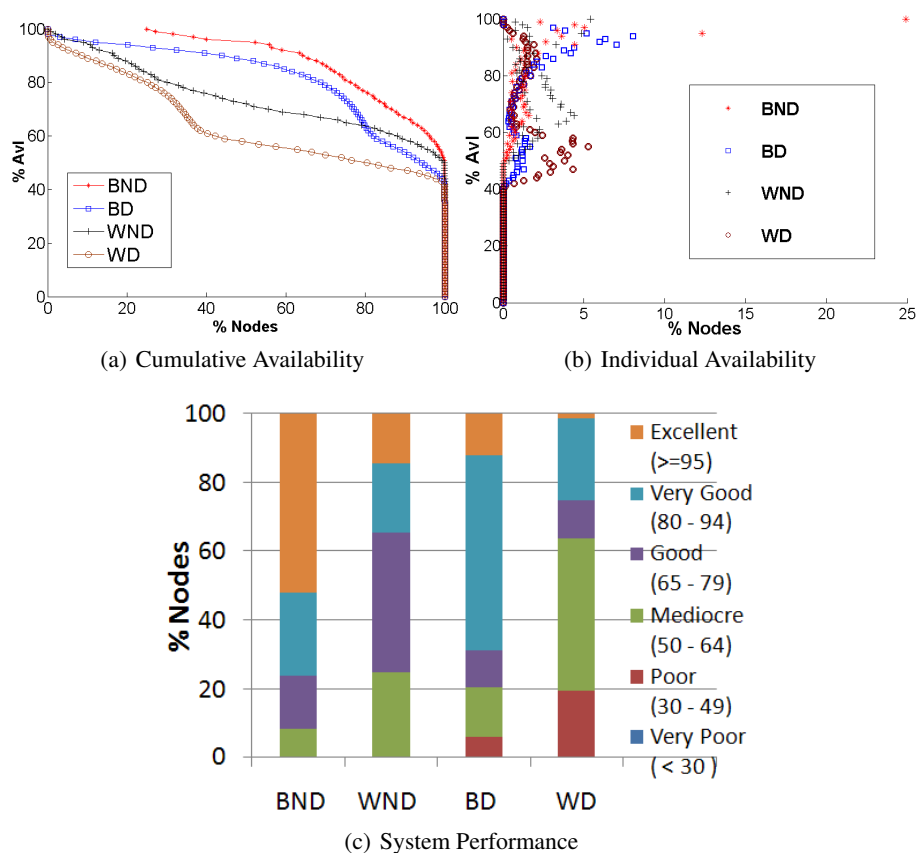 100
80
60
40
20
0
% Avl
BND
BD
WND
WD
0 20 40 60 80 100
% Nodes
(a) Cumulative Availability
100
80
60
40
20
0
% Avl
BND
BD
WND
WD
0 5 10 15 20 25
% Nodes
(b) Individual Availability
100
80
60
40
20
0
% Nodes
BND WND BD WD
Excellent
(>=95)
Very Good
(80 - 94)
Good
(65 - 79)
Mediocre
(50 - 64)
Poor
(30 - 49)
Very Poor
( < 30 )
(c) System Performance